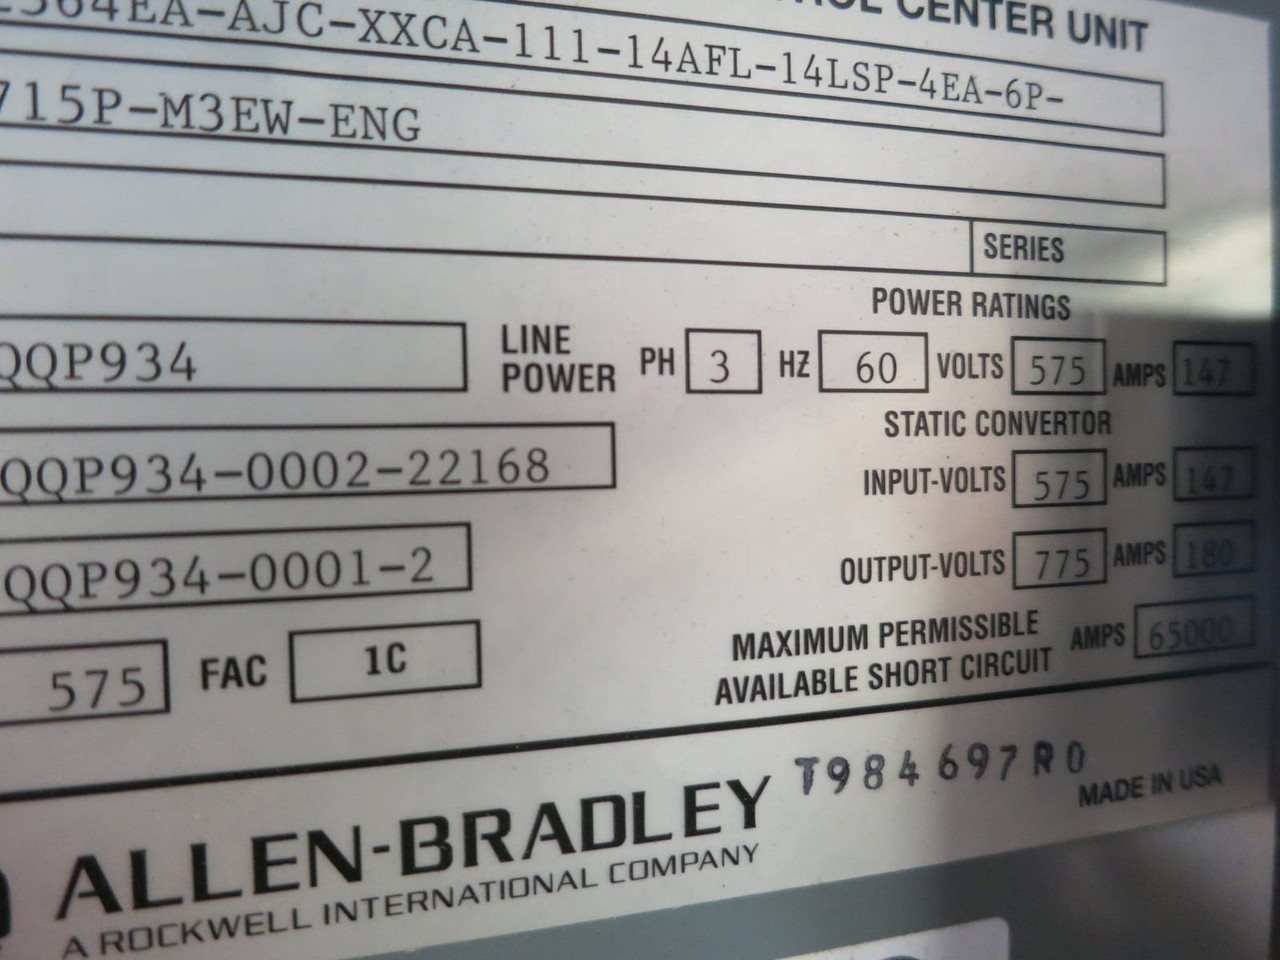 2364EA-AJC-XXCA-111-14AFL-14LSP-4EA-6P-
CENTER UNIT
715P-M3EW-ENG
SERIES
POWER RATINGS
QQP934
LINE POWER PH 3 HZ 60 VOLTS 575 AMPS 147
STATIC CONVERTOR
QQP934-0002-22168
INPUT-VOLTS 575 AMPS 147
QQP934-0001-2
OUTPUT-VOLTS 775 AMPS 180
575 FAC 1C
MAXIMUM PERMISSIBLE
AVAILABLE SHORT CIRCUIT AMPS 65000
T984697R0
MADE IN USA
ALLEN-BRADLEY
A ROCKWELL INTERNATIONAL COMPANY